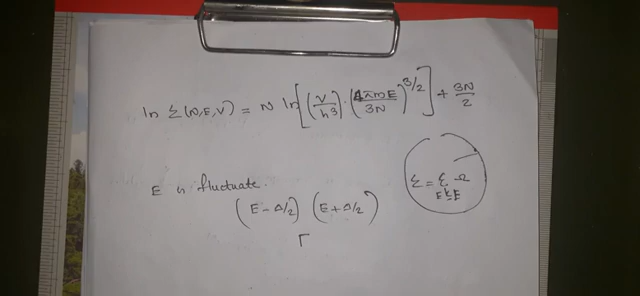 ln Σ(N,E,V) = N ln[(V/h³)·(4πmE/3N)^3/2] + 3N/2
E is fluctuate.
(E - Δ/2) (E + Δ/2)
Γ
Σ = Σ Ω
E' ≤ E